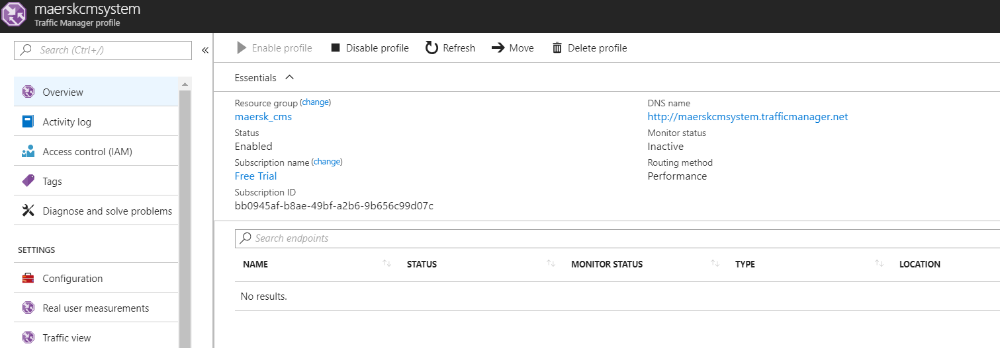 maerskcmsystem
Traffic Manager profile
Search (Ctrl+/)
«
Enable profile
Disable profile
Refresh
Move
Delete profile
Overview
Activity log
Access control (IAM)
Tags
Diagnose and solve problems
SETTINGS
Configuration
Real user measurements
Traffic view
Essentials
Resource group (change)
maersk_cms
Status
Enabled
Subscription name (change)
Free Trial
Subscription ID
bb0945af-b8ae-49bf-a2b6-9b656c99d07c
DNS name
http://maerskcmsystem.trafficmanager.net
Monitor status
Inactive
Routing method
Performance
Search endpoints
NAME STATUS MONITOR STATUS TYPE LOCATION
No results.